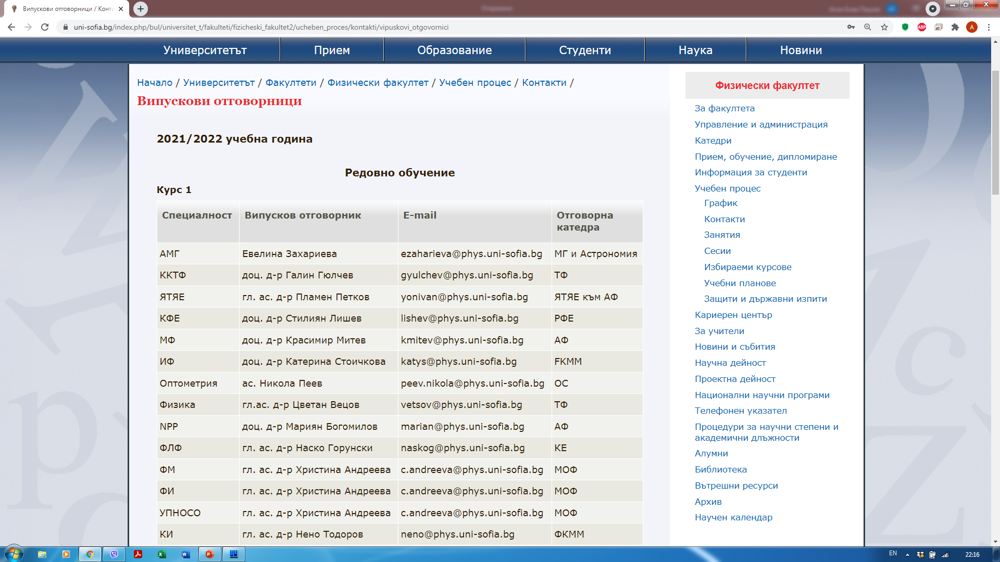 Випускови отговорници / Конта
uni-sofia.bg/index.php/bul/universitet_t/fakulteti/fizicheski_fakultet2/ucheben_proces/kontakti/vipuskovi_otgovornici
ABP
A
Университетът Прием Образование Студенти Наука Новини
Начало / Университетът / Факултети / Физически факултет / Учебен процес / Контакти /
Випускови отговорници
2021/2022 учебна година
Редовно обучение
Курс 1
Специалност Випусков отговорник E-mail Отговорна
катедра
АМГ Евелина Захариева ezaharieva@phys.uni-sofia.bg МГ и Астрономия
ККТФ доц. д-р Галин Гюлчев gyulchev@phys.uni-sofia.bg ТФ
ЯТЯЕ гл. ас. д-р Пламен Петков yonivan@phys.uni-sofia.bg ЯТЯЕ към АФ
КФЕ доц. д-р Стилиян Лишев lishev@phys.uni-sofia.bg РФЕ
МФ доц. д-р Красимир Митев kmitev@phys.uni-sofia.bg АФ
ИФ доц. д-р Катерина Стоичкова katys@phys.uni-sofia.bg FKMM
Оптометрия ас. Никола Пеев peev.nikola@phys.uni-sofia.bg ОС
Физика гл.ас. д-р Цветан Вецов vetsov@phys.uni-sofia.bg ТФ
NPP доц. д-р Мариян Богомилов marian@phys.uni-sofia.bg АФ
ФЛФ гл. ас. д-р Наско Горунски naskog@phys.uni-sofia.bg КЕ
ФМ гл. ас. д-р Христина Андреева c.andreeva@phys.uni-sofia.bg МОФ
ФИ гл. ас. д-р Христина Андреева c.andreeva@phys.uni-sofia.bg МОФ
УПНОСО гл. ас. д-р Христина Андреева c.andreeva@phys.uni-sofia.bg МОФ
КИ гл. ас. д-р Нено Тодоров neno@phys.uni-sofia.bg ФКММ
Физически факултет
За факултета
Управление и администрация
Катедри
Прием, обучение, дипломиране
Информация за студенти
Учебен процес
График
Контакти
Занятия
Сесии
Избираеми курсове
Учебни планове
Защити и държавни изпити
Кариерен център
За учители
Новини и събития
Научна дейност
Проектна дейност
Национални научни програми
Телефонен указател
Процедури за научни степени и
академични длъжности
Алумни
Библиотека
Вътрешни ресурси
Архив
Научен календар
EN 22:16